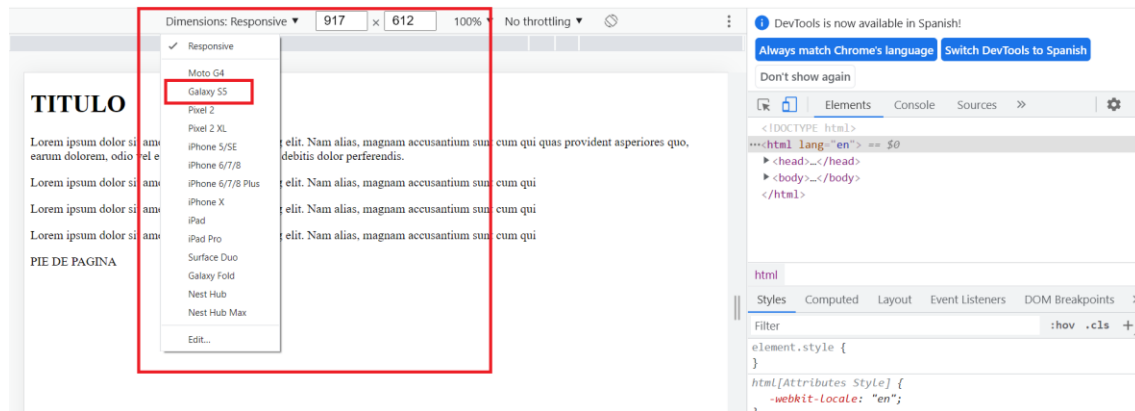 Dimensions: Responsive ▼ 917 × 612 100% ▼ No throttling ▼
Responsive
Moto G4
Galaxy S5
Pixel 2
Pixel 2 XL
iPhone 5/SE
iPhone 6/7/8
iPhone 6/7/8 Plus
iPhone X
iPad
iPad Pro
Surface Duo
Galaxy Fold
Nest Hub
Nest Hub Max
Edit...
TITULO
Lorem ipsum dolor si elit. Nam alias, magnam accusantium sunt cum qui quas provident asperiores quo,
earum dolorem, odio debitis dolor perferendis.
Lorem ipsum dolor si elit. Nam alias, magnam accusantium sunt cum qui
Lorem ipsum dolor si elit. Nam alias, magnam accusantium sunt cum qui
Lorem ipsum dolor si elit. Nam alias, magnam accusantium sunt cum qui
PIE DE PAGINA
DevTools is now available in Spanish!
Always match Chrome's language Switch DevTools to Spanish
Don't show again
Elements Console Sources »
<!DOCTYPE html>
···<html lang="en"> == $0
▶<head>…</head>
▶<body>…</body>
</html>
html
Styles Computed Layout Event Listeners DOM Breakpoints
Filter :hov .cls +
element.style {
}
html[Attributes Style] {
-webkit-locale: "en";